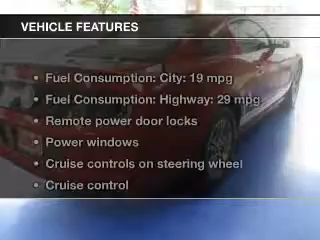 VEHICLE FEATURES
• Fuel Consumption: City: 19 mpg
• Fuel Consumption: Highway: 29 mpg
• Remote power door locks
• Power windows
• Cruise controls on steering wheel
• Cruise control